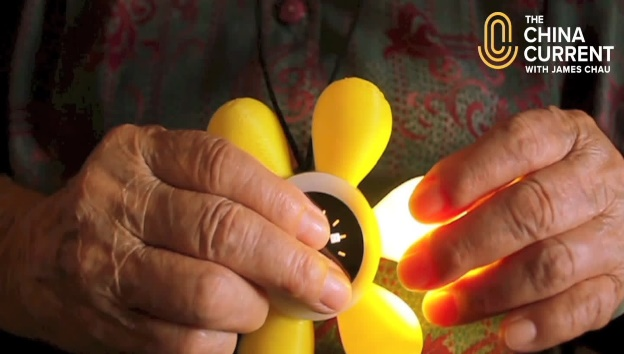 THE
CHINA
CURRENT
WITH JAMES CHAU